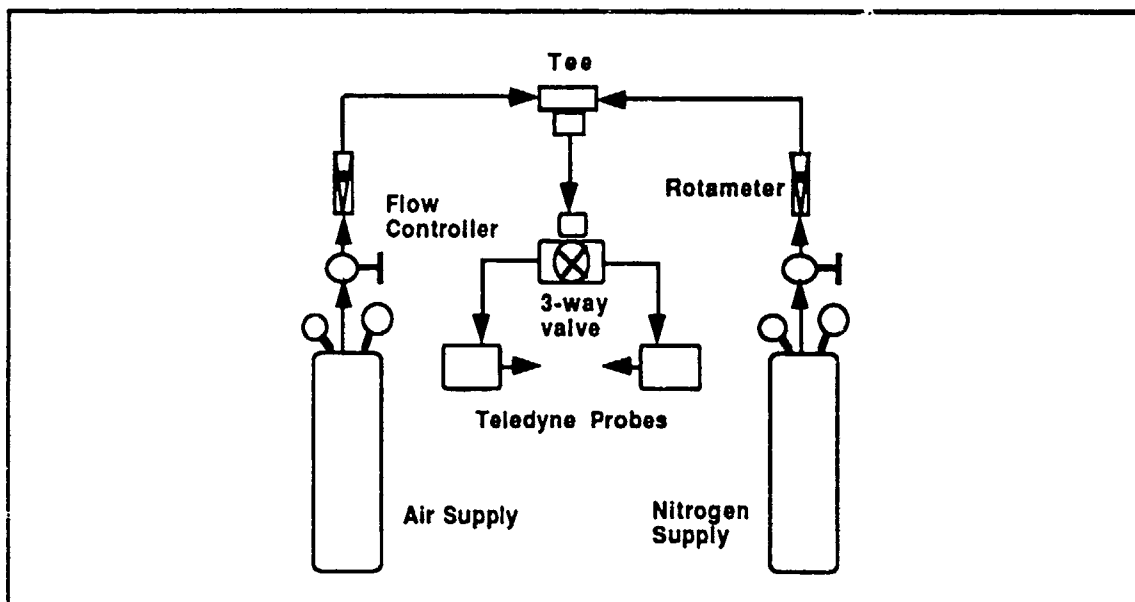 Tee
Flow
Controller
Rotameter
3-way
valve
Teledyne Probes
Air Supply
Nitrogen
Supply